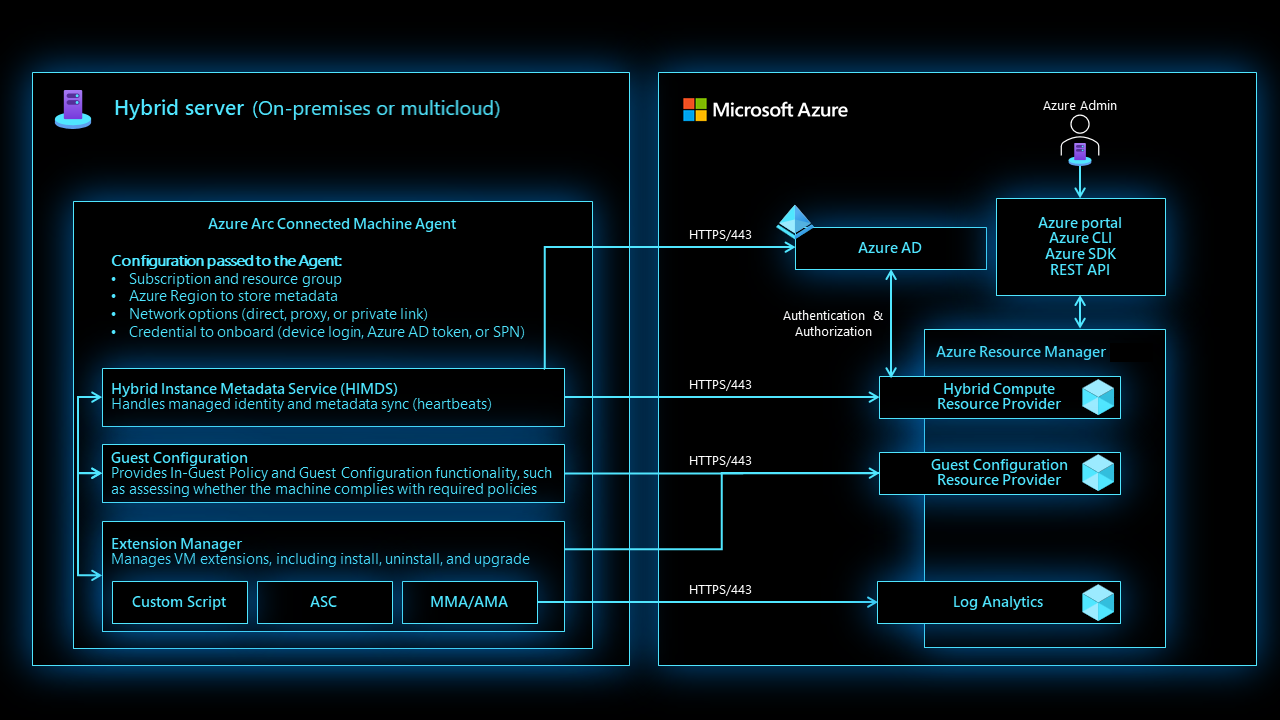 Hybrid server (On-premises or multicloud)
Azure Arc Connected Machine Agent
Configuration passed to the Agent:
• Subscription and resource group
• Azure Region to store metadata
• Network options (direct, proxy, or private link)
• Credential to onboard (device login, Azure AD token, or SPN)
Hybrid Instance Metadata Service (HIMDS)
Handles managed identity and metadata sync (heartbeats)
Guest Configuration
Provides In-Guest Policy and Guest Configuration functionality, such
as assessing whether the machine complies with required policies
Extension Manager
Manages VM extensions, including install, uninstall, and upgrade
Custom Script
ASC
MMA/AMA
HTTPS/443
HTTPS/443
HTTPS/443
HTTPS/443
Microsoft Azure
Azure Admin
Azure AD
Azure portal
Azure CLI
Azure SDK
REST API
Authentication &
Authorization
Azure Resource Manager
Hybrid Compute
Resource Provider
Guest Configuration
Resource Provider
Log Analytics